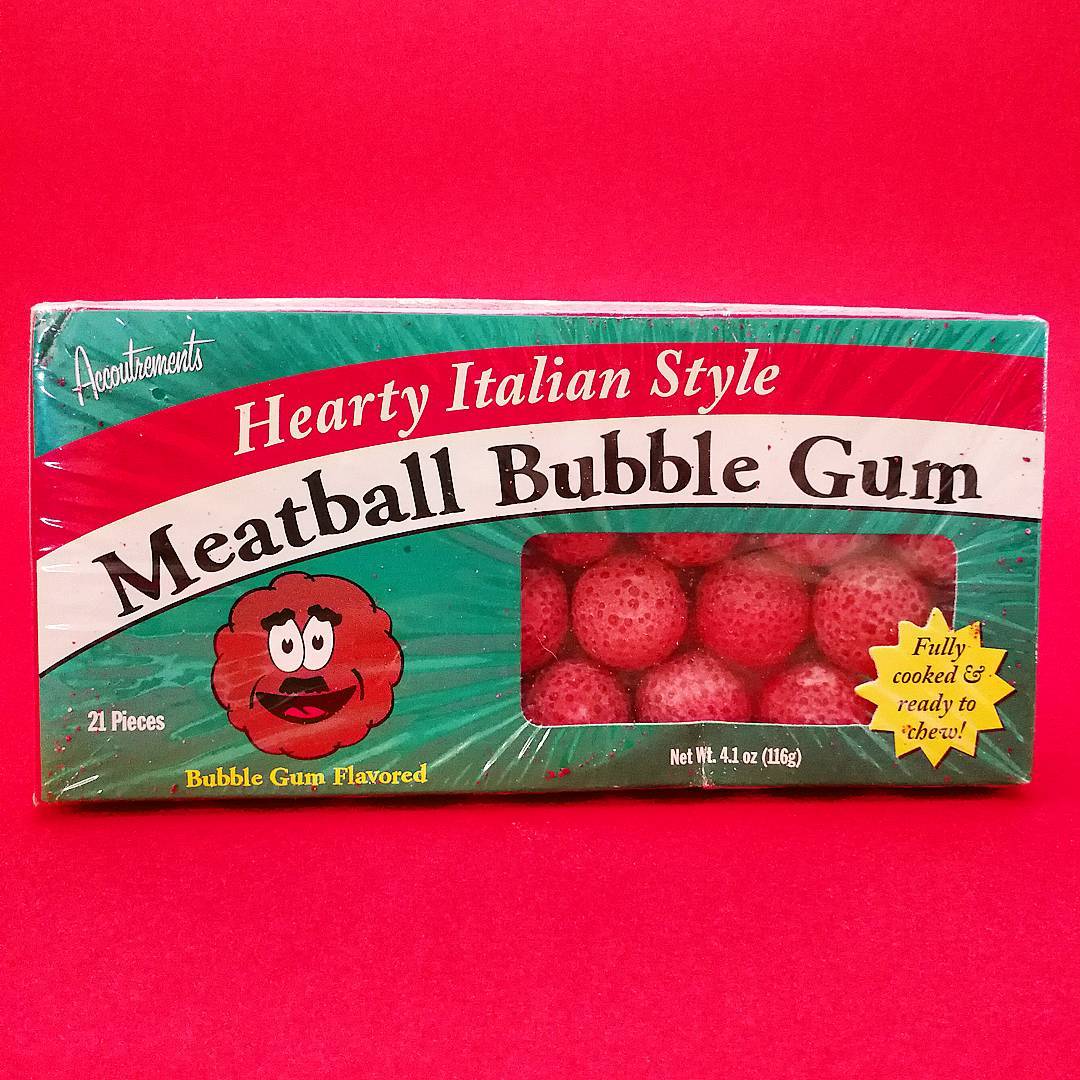 Accoutrements
Hearty Italian Style
Meatball Bubble Gum
21 Pieces
Bubble Gum Flavored
Net Wt. 4.1 oz (116g)
Fully
cooked &
ready to
chew!